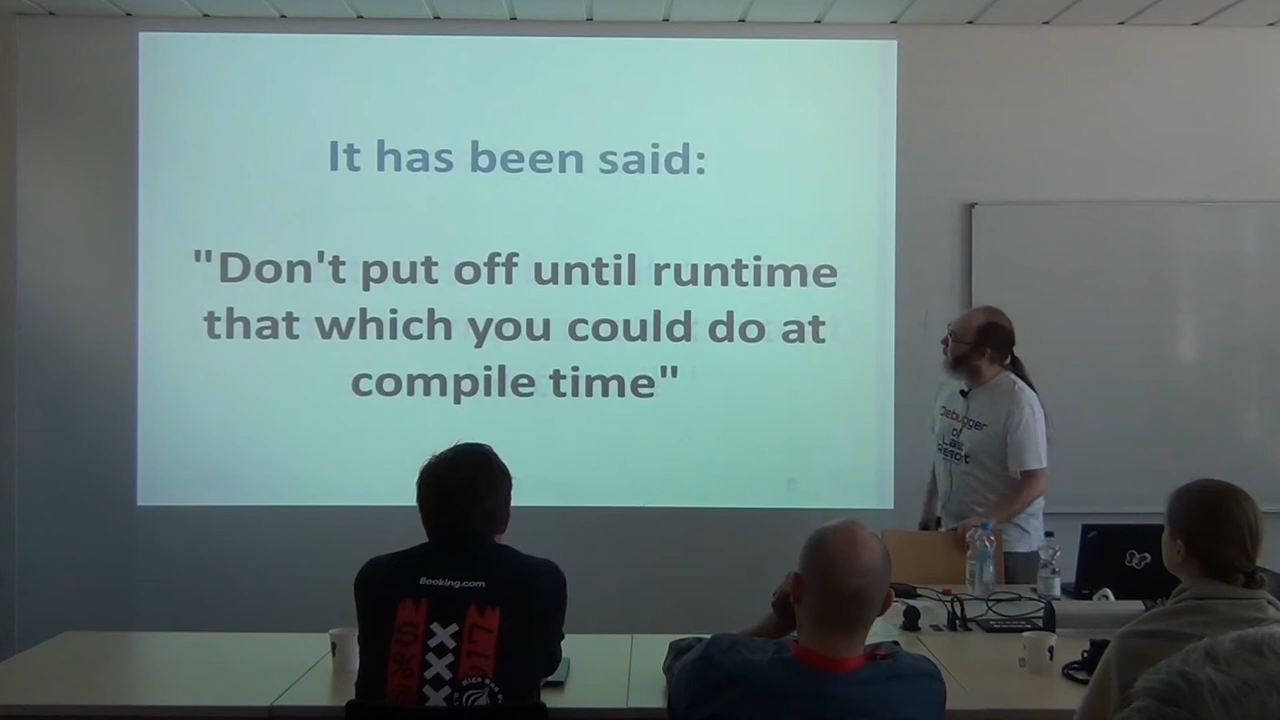 It has been said:
"Don't put off until runtime
that which you could do at
compile time"
Debugger
of
Last
Resort
Booking.com